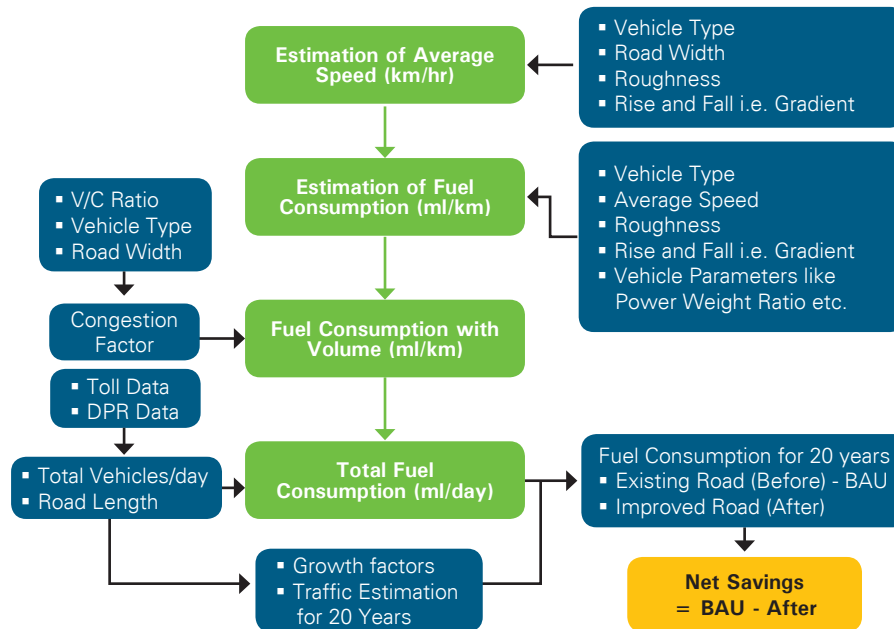 Estimation of Average
Speed (km/hr)
▪ Vehicle Type
▪ Road Width
▪ Roughness
▪ Rise and Fall i.e. Gradient
Estimation of Fuel
Consumption (ml/km)
▪ Vehicle Type
▪ Average Speed
▪ Roughness
▪ Rise and Fall i.e. Gradient
▪ Vehicle Parameters like
Power Weight Ratio etc.
▪ V/C Ratio
▪ Vehicle Type
▪ Road Width
Congestion
Factor
Fuel Consumption with
Volume (ml/km)
▪ Toll Data
▪ DPR Data
▪ Total Vehicles/day
▪ Road Length
Total Fuel
Consumption (ml/day)
Fuel Consumption for 20 years
▪ Existing Road (Before) - BAU
▪ Improved Road (After)
▪ Growth factors
▪ Traffic Estimation
for 20 Years
Net Savings
= BAU - After